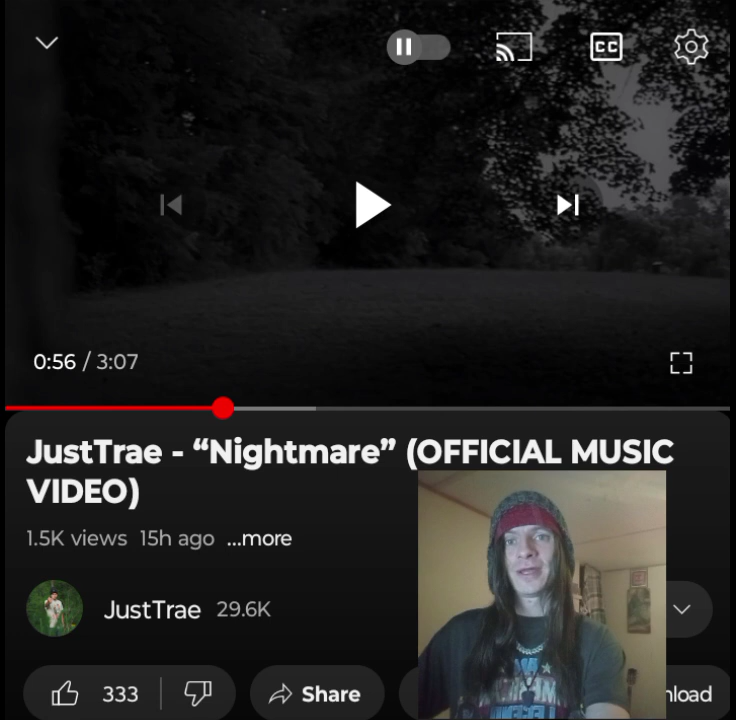 CC
0:56 / 3:07
JustTrae - “Nightmare” (OFFICIAL MUSIC
VIDEO)
1.5K views 15h ago ...more
JustTrae 29.6K
333 Share nload